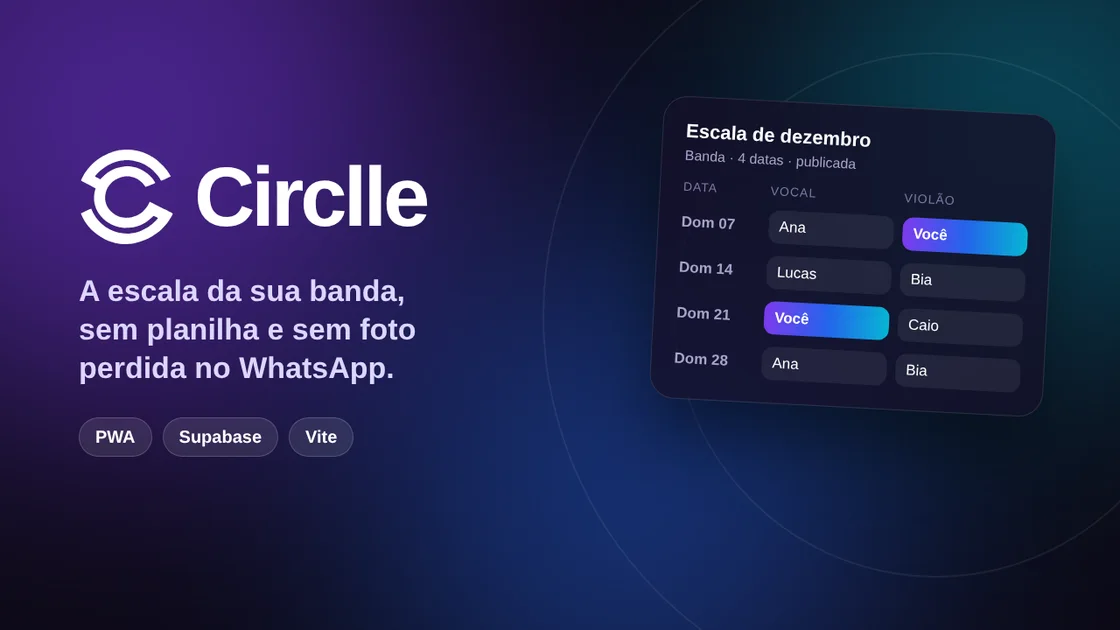 Circlle
A escala da sua banda,
sem planilha e sem foto
perdida no WhatsApp.
PWA Supabase Vite
Escala de dezembro
Banda · 4 datas · publicada
DATA VOCAL VIOLÃO
Dom 07 Ana Você
Dom 14 Lucas Bia
Dom 21 Você Caio
Dom 28 Ana Bia